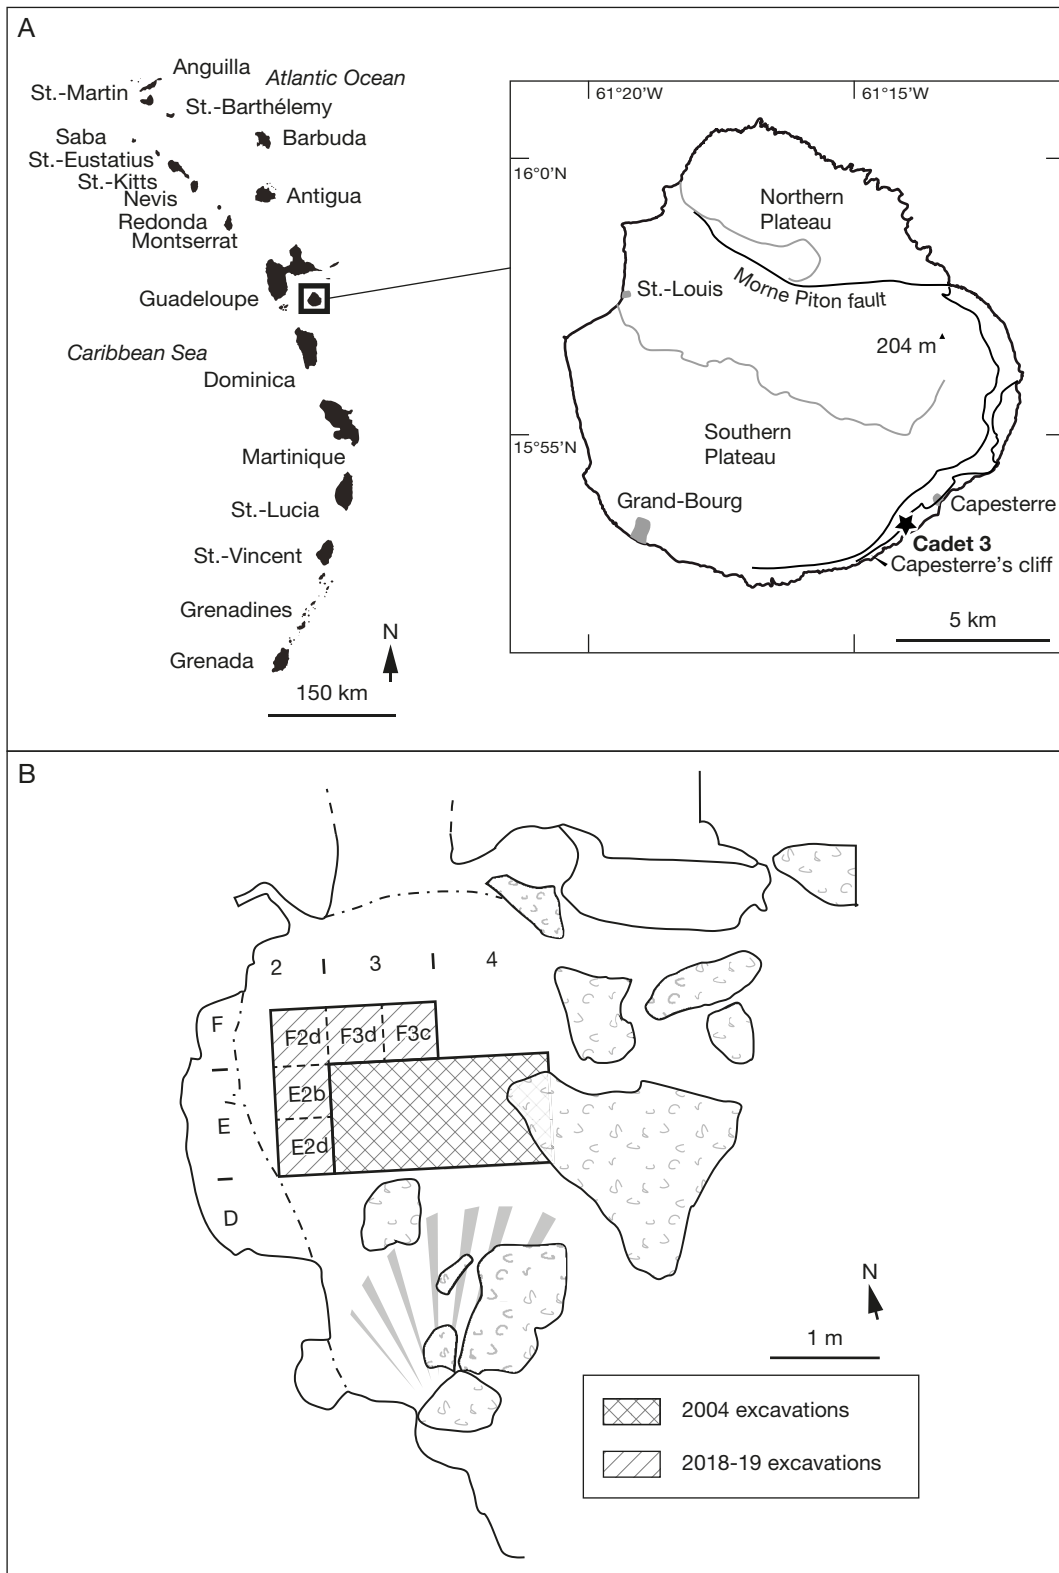 A
Anguilla
Atlantic Ocean
St.-Martin
St.-Barthélemy
Saba
Barbuda
St.-Eustatius
St.-Kitts
Nevis
Antigua
Redonda
Montserrat
Guadeloupe
Caribbean Sea
Dominica
Martinique
St.-Lucia
St.-Vincent
Grenadines
N
Grenada
150 km
61°20'W
61°15'W
16°0'N
Northern
Plateau
St.-Louis
Morne Piton fault
204 m
15°55'N
Southern
Plateau
Grand-Bourg
Capesterre
Cadet 3
Capesterre’s cliff
5 km
B
2
3
4
F
F2d
F3d
F3c
E2b
E
E2d
D
N
1 m
2004 excavations
2018-19 excavations